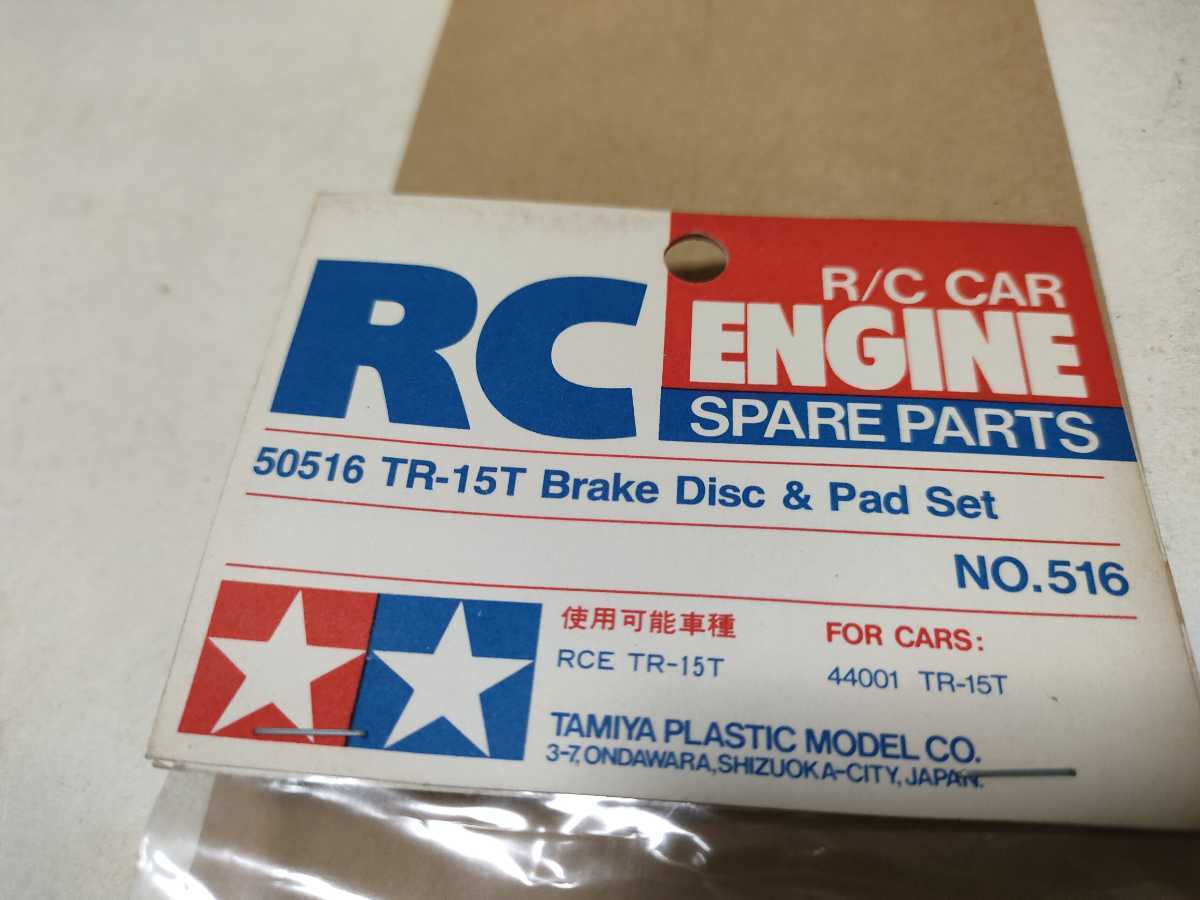 RC
R/C CAR
ENGINE
SPARE PARTS
50516 TR-15T Brake Disc & Pad Set
NO.516
使用可能車種
RCE TR-15T
FOR CARS:
44001 TR-15T
TAMIYA PLASTIC MODEL CO.
3-7, ONDAWARA, SHIZUOKA-CITY, JAPAN.